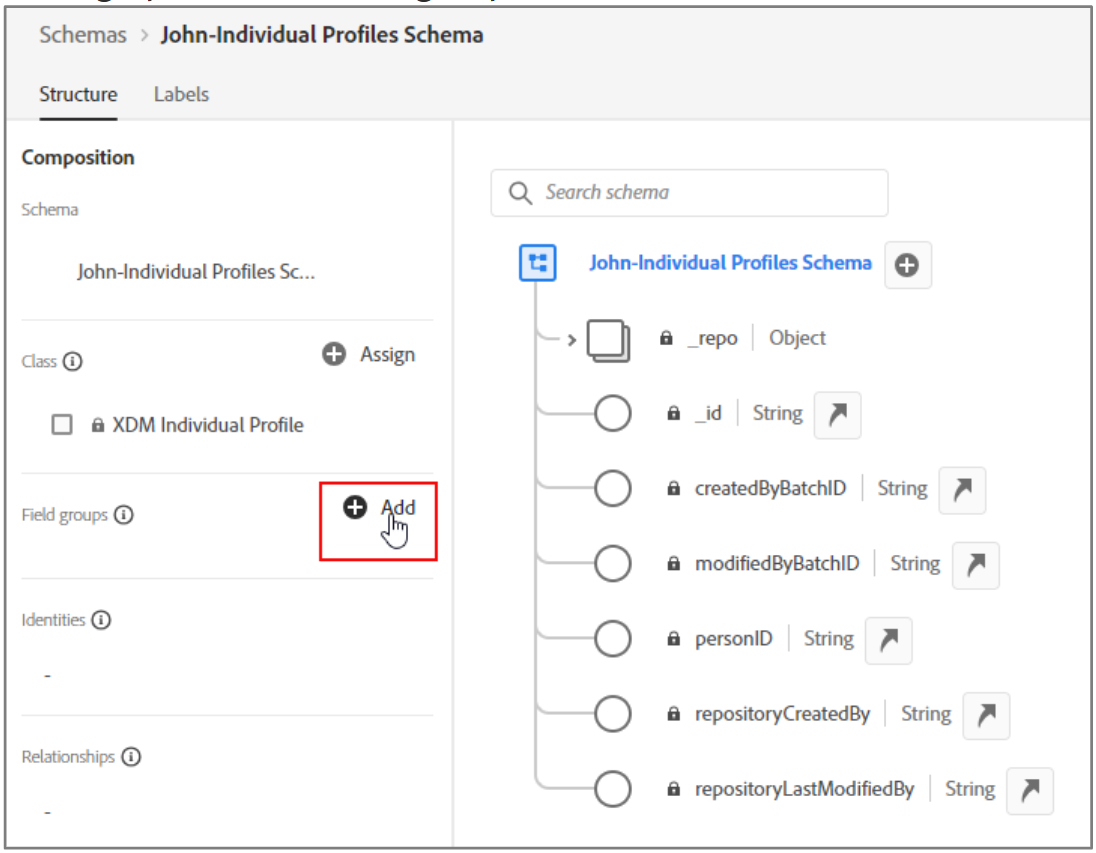 Schemas > John-Individual Profiles Schema
Structure Labels
Composition
Schema
John-Individual Profiles Sc...
Class
Assign
XDM Individual Profile
Field groups
Add
Identities
-
Relationships
-
Search schema
John-Individual Profiles Schema
_repo | Object
_id | String
createdByBatchID | String
modifiedByBatchID | String
personID | String
repositoryCreatedBy | String
repositoryLastModifiedBy | String